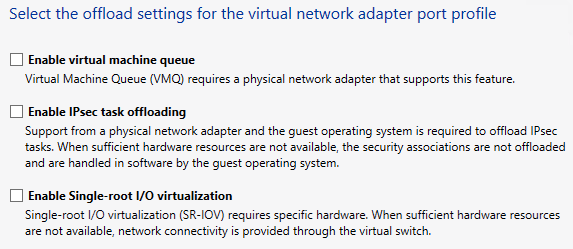 Select the offload settings for the virtual network adapter port profile
Enable virtual machine queue
Virtual Machine Queue (VMQ) requires a physical network adapter that supports this feature.
Enable IPsec task offloading
Support from a physical network adapter and the guest operating system is required to offload IPsec
tasks. When sufficient hardware resources are not available, the security associations are not offloaded
and are handled in software by the guest operating system.
Enable Single-root I/O virtualization
Single-root I/O virtualization (SR-IOV) requires specific hardware. When sufficient hardware resources
are not available, network connectivity is provided through the virtual switch.